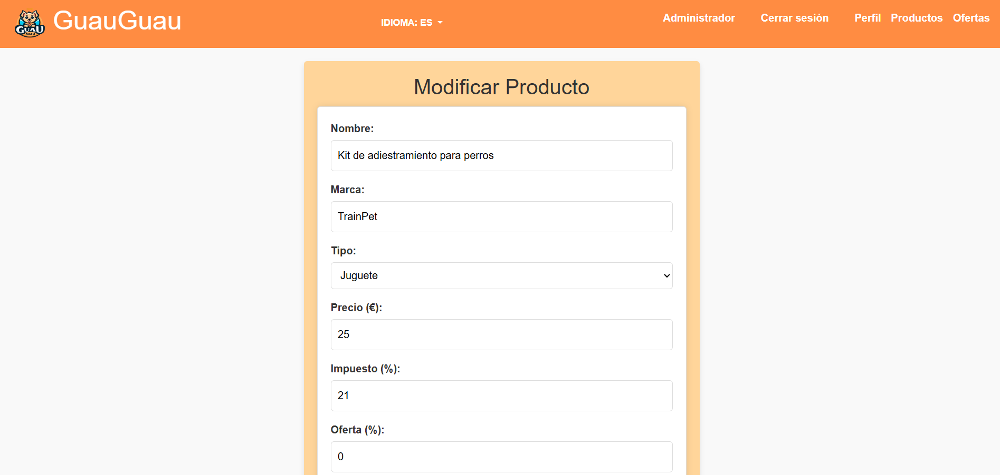 GUAU
GUAU
GuauGuau
IDIOMA: ES
Administrador
Cerrar sesión
Perfil
Productos
Ofertas
Modificar Producto
Nombre:
Kit de adiestramiento para perros
Marca:
TrainPet
Tipo:
Juguete
Precio (€):
25
Impuesto (%):
21
Oferta (%):
0